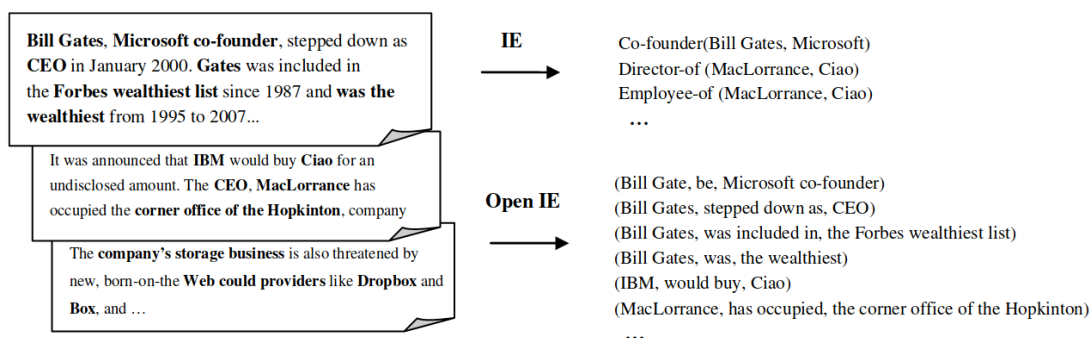 Bill Gates, Microsoft co-founder, stepped down as
CEO in January 2000. Gates was included in
the Forbes wealthiest list since 1987 and was the
wealthiest from 1995 to 2007...
It was announced that IBM would buy Ciao for an
undisclosed amount. The CEO, MacLorrance has
occupied the corner office of the Hopkinton, company
The company's storage business is also threatened by
new, born-on-the Web could providers like Dropbox and
Box, and …
IE
Co-founder(Bill Gates, Microsoft)
Director-of (MacLorrance, Ciao)
Employee-of (MacLorrance, Ciao)
…
Open IE
(Bill Gate, be, Microsoft co-founder)
(Bill Gates, stepped down as, CEO)
(Bill Gates, was included in, the Forbes wealthiest list)
(Bill Gates, was, the wealthiest)
(IBM, would buy, Ciao)
(MacLorrance, has occupied, the corner office of the Hopkinton)
…